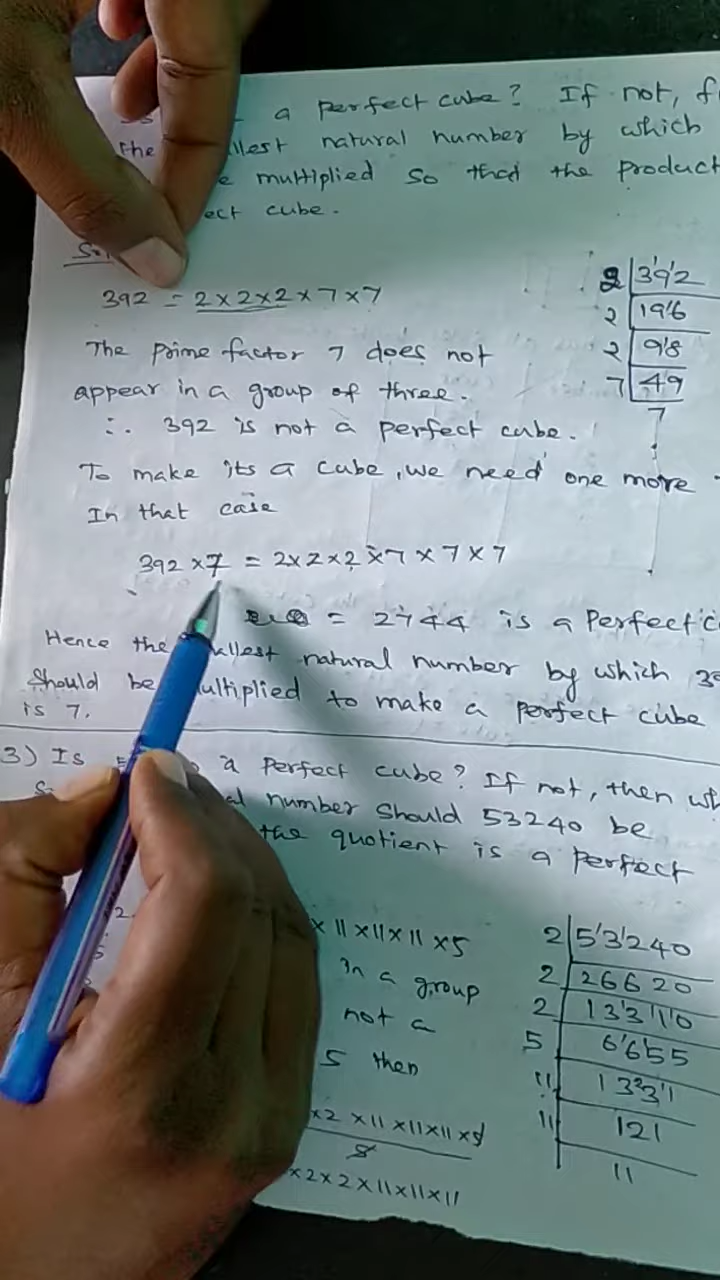 a perfect cube? If not, f
the llest natural number by which
e multiplied so that the product
ect cube.
392 = 2×2×2×7×7
2 | 392
2 | 196
2 | 98
7 | 49
7
The prime factor 7 does not
appear in a group of three.
∴ 392 is not a perfect cube.
To make its a cube, we need one more
In that case
392 ×7 = 2×2×2×7×7×7
= 2744 is a perfect c
Hence the allest natural number by which 39
should be multiplied to make a perfect cube
is 7.
3) Is a perfect cube? If not, then wh
al number should 53240 be
the quotient is a perfect
×11×11×11×5
in a group
not a
5 then
×2×11×11×11×5
5
×2×2×11×11×11
2 | 53240
2 | 26620
2 | 13310
5 | 6655
11 | 1331
11 | 121
11